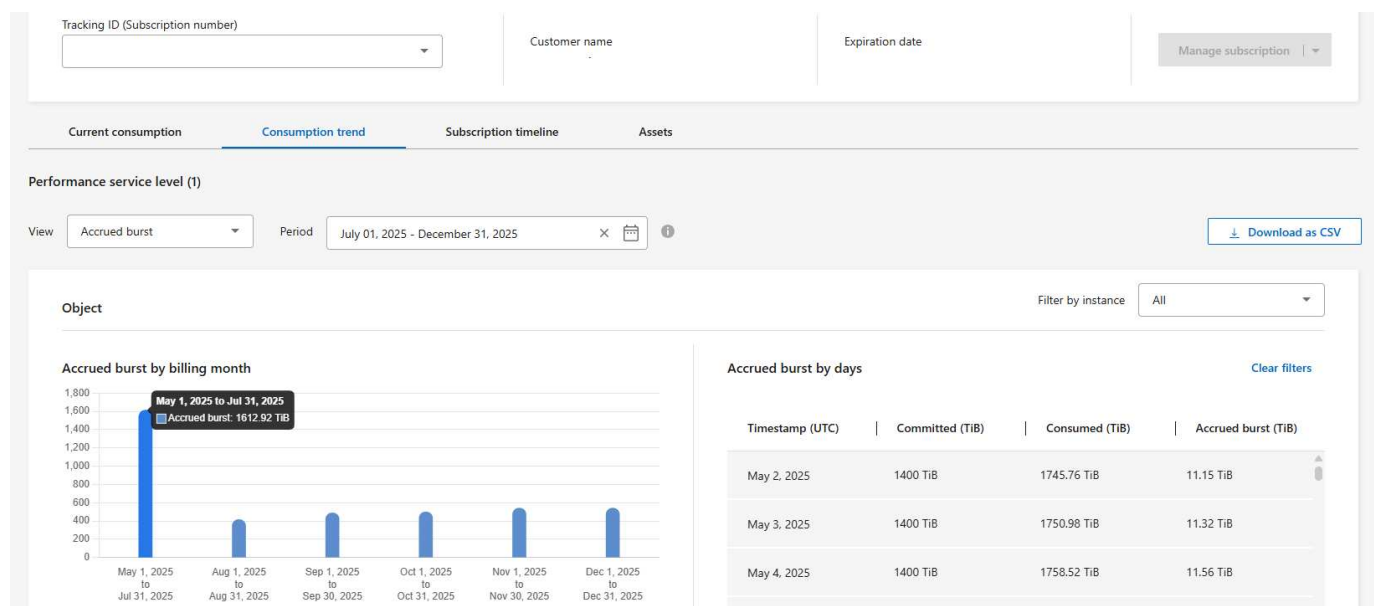 Tracking ID (Subscription number)
Customer name
-
Expiration date
Manage subscription
Current consumption
Consumption trend
Subscription timeline
Assets
Performance service level (1)
View
Accrued burst
Period
July 01, 2025 - December 31, 2025
Download as CSV
Object
Filter by instance
All
Accrued burst by billing month
1,800
1,600
1,400
1,200
1,000
800
600
400
200
0
May 1, 2025 to Jul 31, 2025
Accrued burst: 1612.92 TiB
May 1, 2025
to
Jul 31, 2025
Aug 1, 2025
to
Aug 31, 2025
Sep 1, 2025
to
Sep 30, 2025
Oct 1, 2025
to
Oct 31, 2025
Nov 1, 2025
to
Nov 30, 2025
Dec 1, 2025
to
Dec 31, 2025
Accrued burst by days
Clear filters
Timestamp (UTC) | Committed (TiB) | Consumed (TiB) | Accrued burst (TiB)
May 2, 2025 1400 TiB 1745.76 TiB 11.15 TiB
May 3, 2025 1400 TiB 1750.98 TiB 11.32 TiB
May 4, 2025 1400 TiB 1758.52 TiB 11.56 TiB